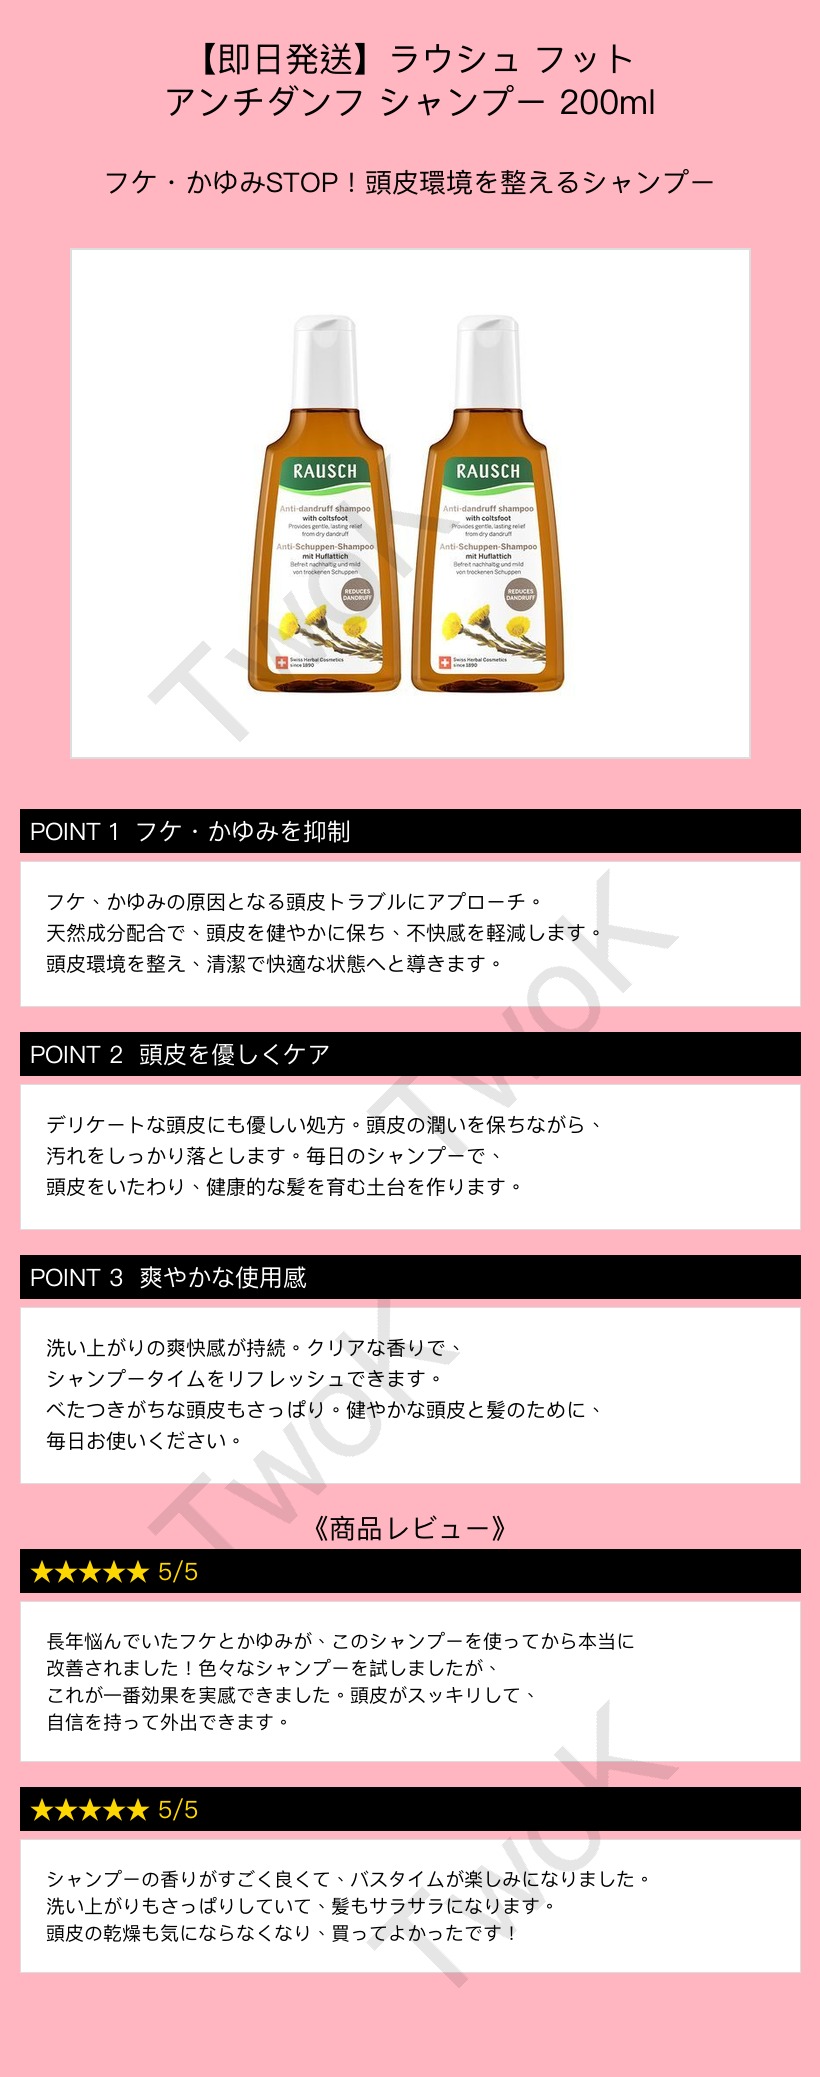 【即日発送】ラウシュ フット
アンチダンフ シャンプー 200ml
フケ・かゆみSTOP！頭皮環境を整えるシャンプー
RAUSCH
Anti-dandruff shampoo
with coltsfoot
Provides gentle, lasting relief
from dry dandruff
Anti-Schuppen-Shampoo
mit Huflattich
Befreit nachhaltig und mild
von trockenen Schuppen
REDUCES
DANDRUFF
Swiss Herbal Cosmetics
since 1890
RAUSCH
Anti-dandruff shampoo
with coltsfoot
Provides gentle, lasting relief
from dry dandruff
Anti-Schuppen-Shampoo
mit Huflattich
Befreit nachhaltig und mild
von trockenen Schuppen
REDUCES
DANDRUFF
Swiss Herbal Cosmetics
since 1890
TwoK
POINT 1 フケ・かゆみを抑制
フケ、かゆみの原因となる頭皮トラブルにアプローチ。
天然成分配合で、頭皮を健やかに保ち、不快感を軽減します。
頭皮環境を整え、清潔で快適な状態へと導きます。
TwoK
POINT 2 頭皮を優しくケア
デリケートな頭皮にも優しい処方。頭皮の潤いを保ちながら、
汚れをしっかり落とします。毎日のシャンプーで、
頭皮をいたわり、健康的な髪を育む土台を作ります。
POINT 3 爽やかな使用感
洗い上がりの爽快感が持続。クリアな香りで、
シャンプータイムをリフレッシュできます。
べたつきがちな頭皮もさっぱり。健やかな頭皮と髪のために、
毎日お使いください。
TwoK
《商品レビュー》
★★★★★ 5/5
長年悩んでいたフケとかゆみが、このシャンプーを使ってから本当に
改善されました！色々なシャンプーを試しましたが、
これが一番効果を実感できました。頭皮がスッキリして、
自信を持って外出できます。
★★★★★ 5/5
シャンプーの香りがすごく良くて、バスタイムが楽しみになりました。
洗い上がりもさっぱりしていて、髪もサラサラになります。
頭皮の乾燥も気にならなくなり、買ってよかったです！
TwoK